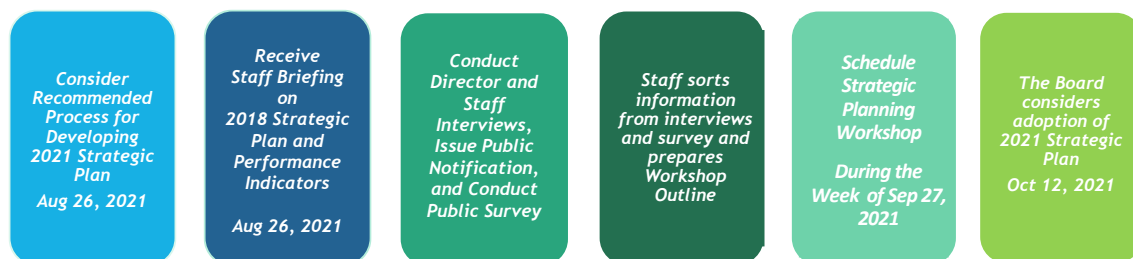 Consider
Recommended
Process for
Developing
2021 Strategic
Plan
Aug 26, 2021
Receive
Staff Briefing
on
2018 Strategic
Plan and
Performance
Indicators
Aug 26, 2021
Conduct
Director and
Staff
Interviews,
Issue Public
Notification,
and Conduct
Public Survey
Staff sorts
information
from interviews
and survey and
prepares
Workshop
Outline
Schedule
Strategic
Planning
Workshop
During the
Week of Sep 27,
2021
The Board
considers
adoption of
2021 Strategic
Plan
Oct 12, 2021